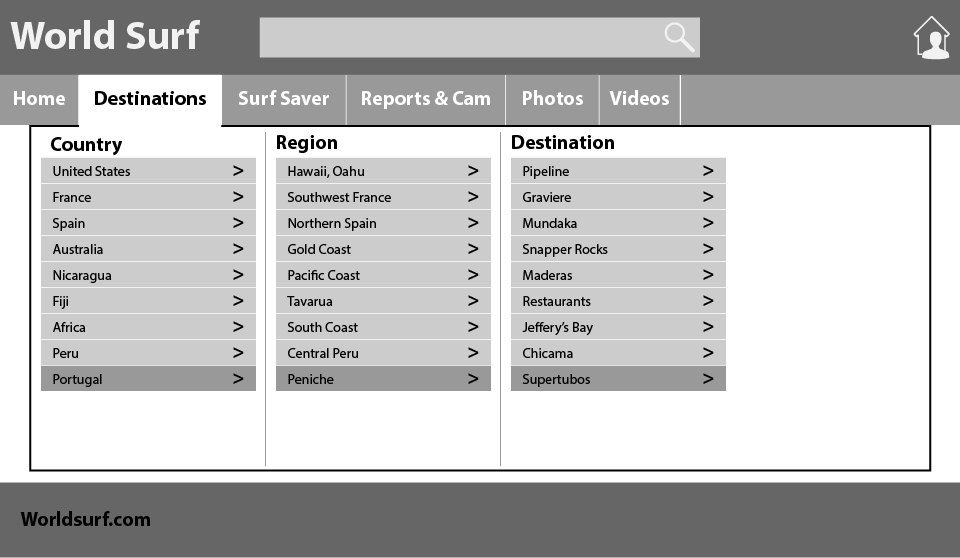 World Surf
Home Destinations Surf Saver Reports & Cam Photos Videos
Country Region Destination
United States > Hawaii, Oahu > Pipeline >
France > Southwest France > Graviere >
Spain > Northern Spain > Mundaka >
Australia > Gold Coast > Snapper Rocks >
Nicaragua > Pacific Coast > Maderas >
Fiji > Tavarua > Restaurants >
Africa > South Coast > Jeffery's Bay >
Peru > Central Peru > Chicama >
Portugal > Peniche > Supertubos >
Worldsurf.com